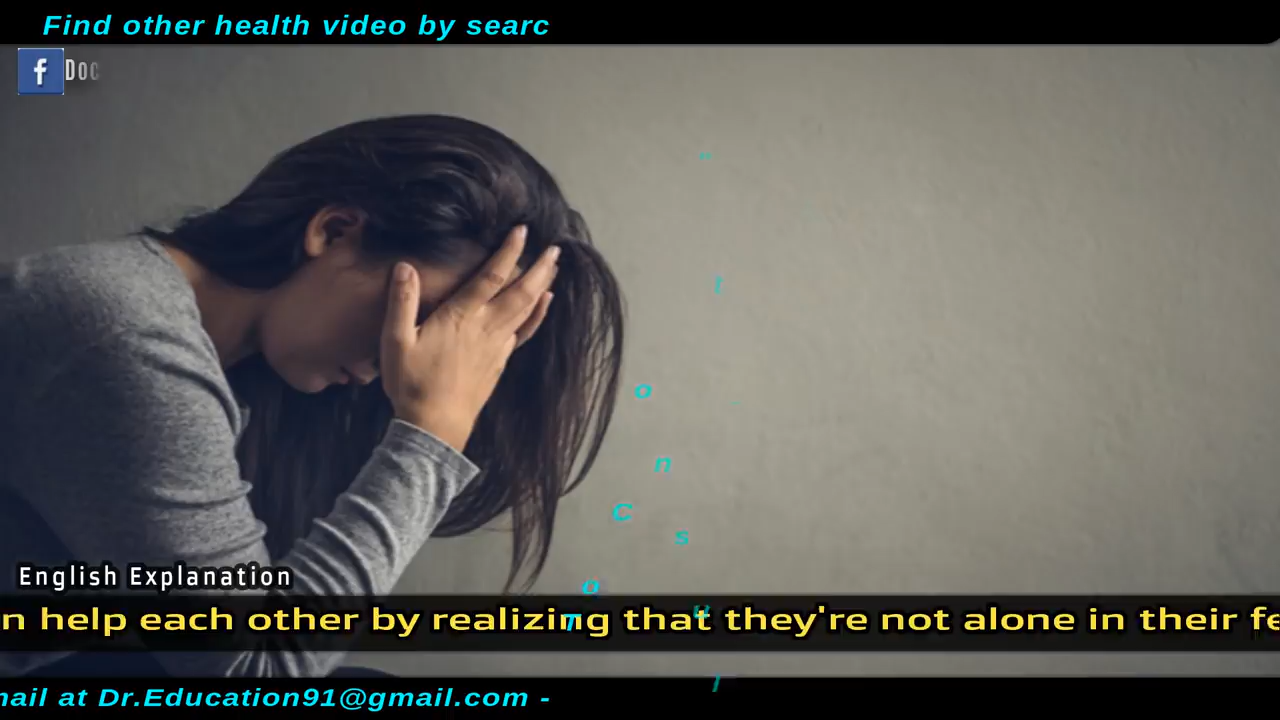 Find other health video by searc
Doc
English Explanation
n help each other by realizing that they're not alone in their fe
nail at Dr.Education91@gmail.com -